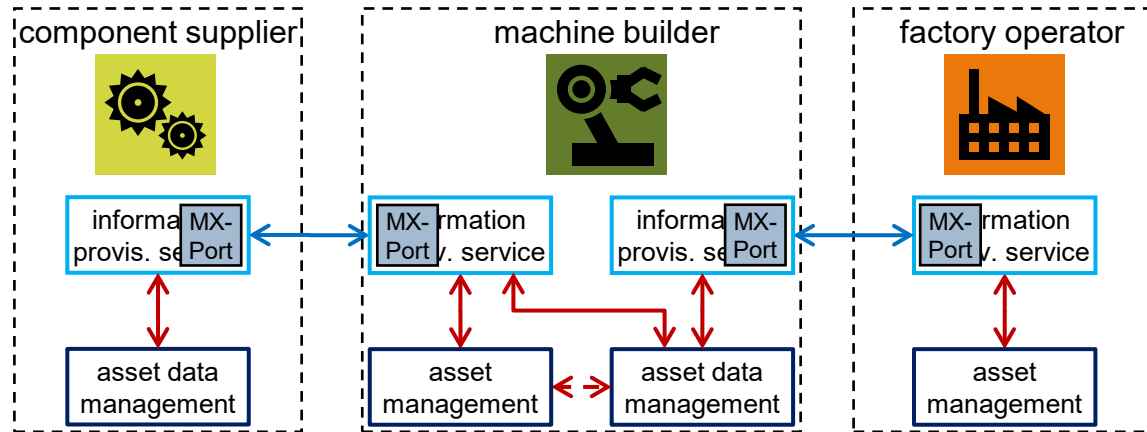 component supplier
machine builder
factory operator
informa
provis. se
MX-
Port
MX-
Port
rmation
v. service
informa
provis. se
MX-
Port
MX-
Port
rmation
v. service
asset data
management
asset
management
asset data
management
asset
management